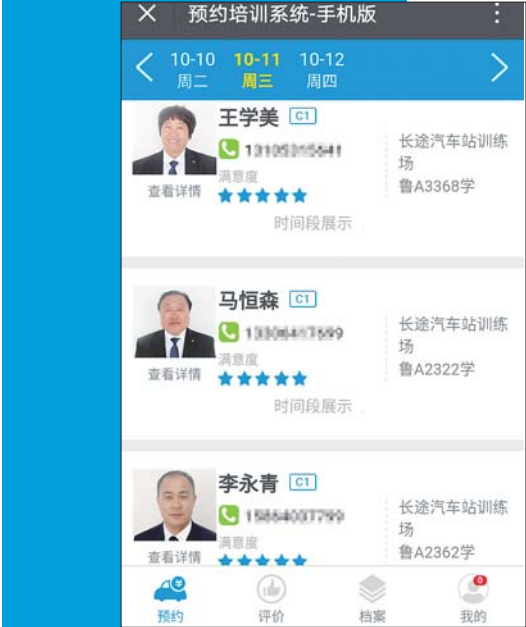 预约培训系统-手机版
10-10 10-11 10-12
周二 周三 周四
王学美 C1
满意度
查看详情
长途汽车站训练
场
鲁A3368学
时间段展示
马恒森 C1
满意度
查看详情
长途汽车站训练
场
鲁A2322学
时间段展示
李永青 C1
满意度
查看详情
长途汽车站训练
场
鲁A2362学
¥ 0
预约 评价 档案 我的